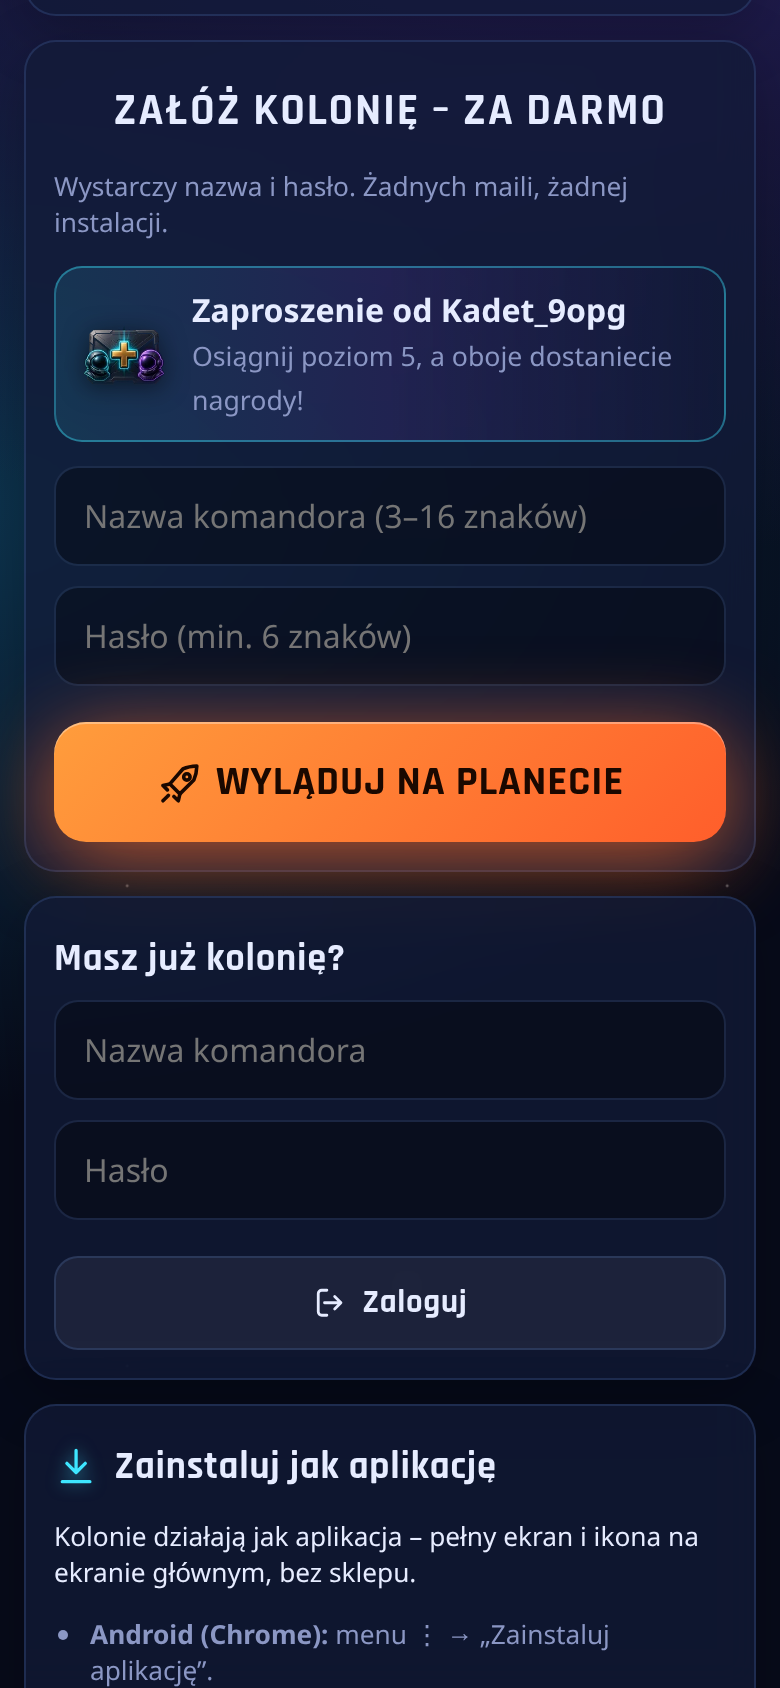 ZAŁÓŻ KOLONIĘ – ZA DARMO
Wystarczy nazwa i hasło. Żadnych maili, żadnej
instalacji.
Zaproszenie od Kadet_9opg
Osiągnij poziom 5, a oboje dostaniecie
nagrody!
Nazwa komandora (3–16 znaków)
Hasło (min. 6 znaków)
WYLĄDUJ NA PLANECIE
Masz już kolonię?
Nazwa komandora
Hasło
Zaloguj
Zainstaluj jak aplikację
Kolonie działają jak aplikacja – pełny ekran i ikona na
ekranie głównym, bez sklepu.
• Android (Chrome): menu ⋮ → „Zainstaluj
aplikację”.